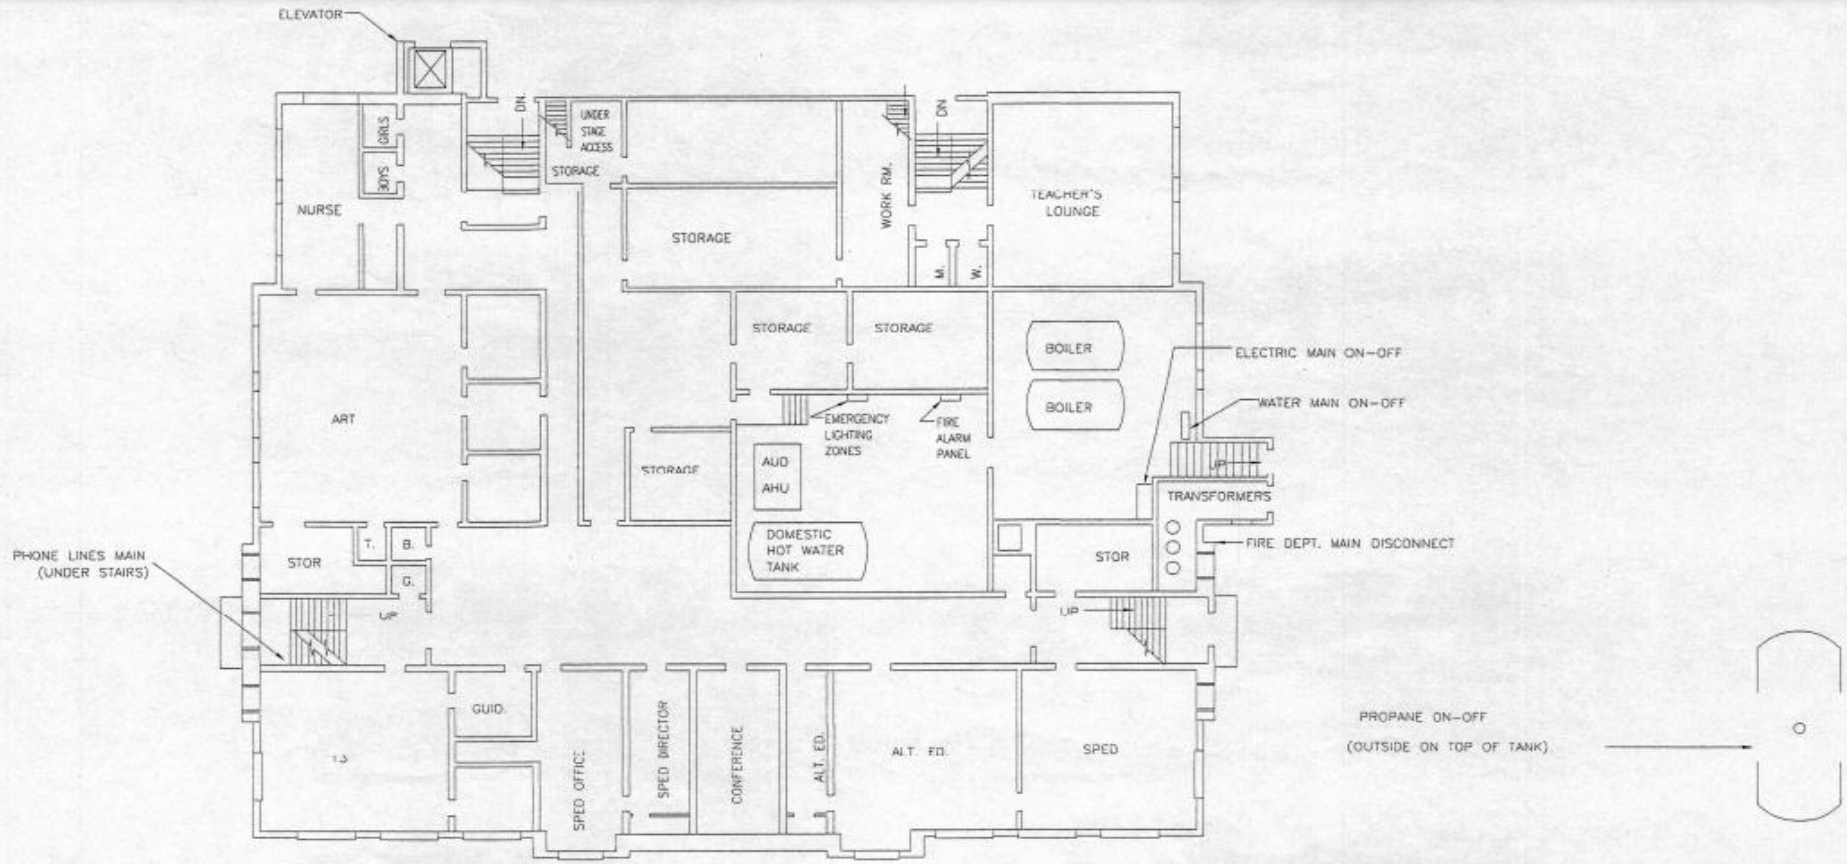 ELEVATOR
DN.
UNDER
STAGE
ACCESS
STORAGE
DN
GIRLS
SADE
NURSE
WORK RM.
TEACHER'S
LOUNGE
STORAGE
M.
W.
STORAGE
STORAGE
BOILER
ELECTRIC MAIN ON-OFF
BOILER
WATER MAIN ON-OFF
ART
EMERGENCY
LIGHTING
ZONES
FIRE
ALARM
PANEL
STORAGE
AUD
AHU
UP
TRANSFORMERS
DOMESTIC
HOT WATER
TANK
T.
B.
STOR
G.
STOR
FIRE DEPT. MAIN DISCONNECT
PHONE LINES MAIN
(UNDER STAIRS)
UP
UP
GUID.
SPED OFFICE
SPED DIRECTOR
CONFERENCE
ALT. ED.
ALT. ED.
SPED
PROPANE ON-OFF
(OUTSIDE ON TOP OF TANK)